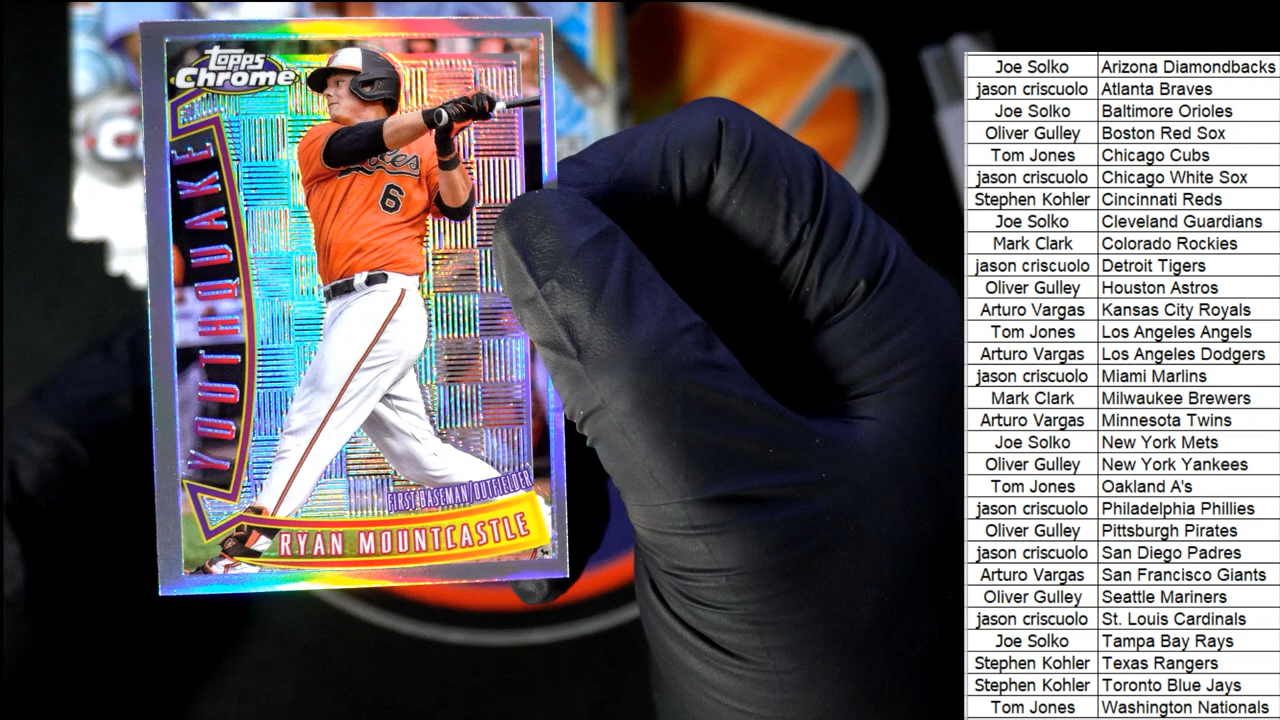 topps
Chrome
YOUTHQUAKE
Orioles
6
FIRST BASEMAN/OUTFIELDER
RYAN MOUNTCASTLE
Joe Solko Arizona Diamondbacks
jason criscuolo Atlanta Braves
Joe Solko Baltimore Orioles
Oliver Gulley Boston Red Sox
Tom Jones Chicago Cubs
jason criscuolo Chicago White Sox
Stephen Kohler Cincinnati Reds
Joe Solko Cleveland Guardians
Mark Clark Colorado Rockies
jason criscuolo Detroit Tigers
Oliver Gulley Houston Astros
Arturo Vargas Kansas City Royals
Tom Jones Los Angeles Angels
Arturo Vargas Los Angeles Dodgers
jason criscuolo Miami Marlins
Mark Clark Milwaukee Brewers
Arturo Vargas Minnesota Twins
Joe Solko New York Mets
Oliver Gulley New York Yankees
Tom Jones Oakland A's
jason criscuolo Philadelphia Phillies
Oliver Gulley Pittsburgh Pirates
jason criscuolo San Diego Padres
Arturo Vargas San Francisco Giants
Oliver Gulley Seattle Mariners
jason criscuolo St. Louis Cardinals
Joe Solko Tampa Bay Rays
Stephen Kohler Texas Rangers
Stephen Kohler Toronto Blue Jays
Tom Jones Washington Nationals